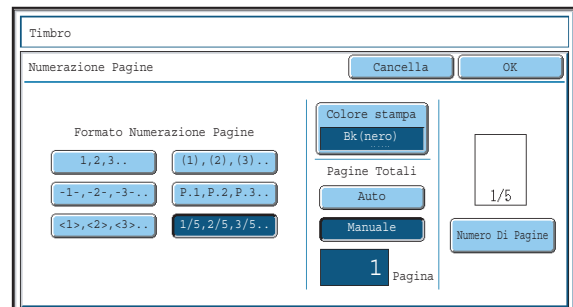 Timbro
Numerazione Pagine
Cancella
OK
Formato Numerazione Pagine
1,2,3..
(1),(2),(3)..
-1-,-2-,-3-..
P.1,P.2,P.3..
<1>,<2>,<3>..
1/5,2/5,3/5..
Colore stampa
Bk(nero)
Pagine Totali
Auto
Manuale
1 Pagina
1/5
Numero Di Pagine